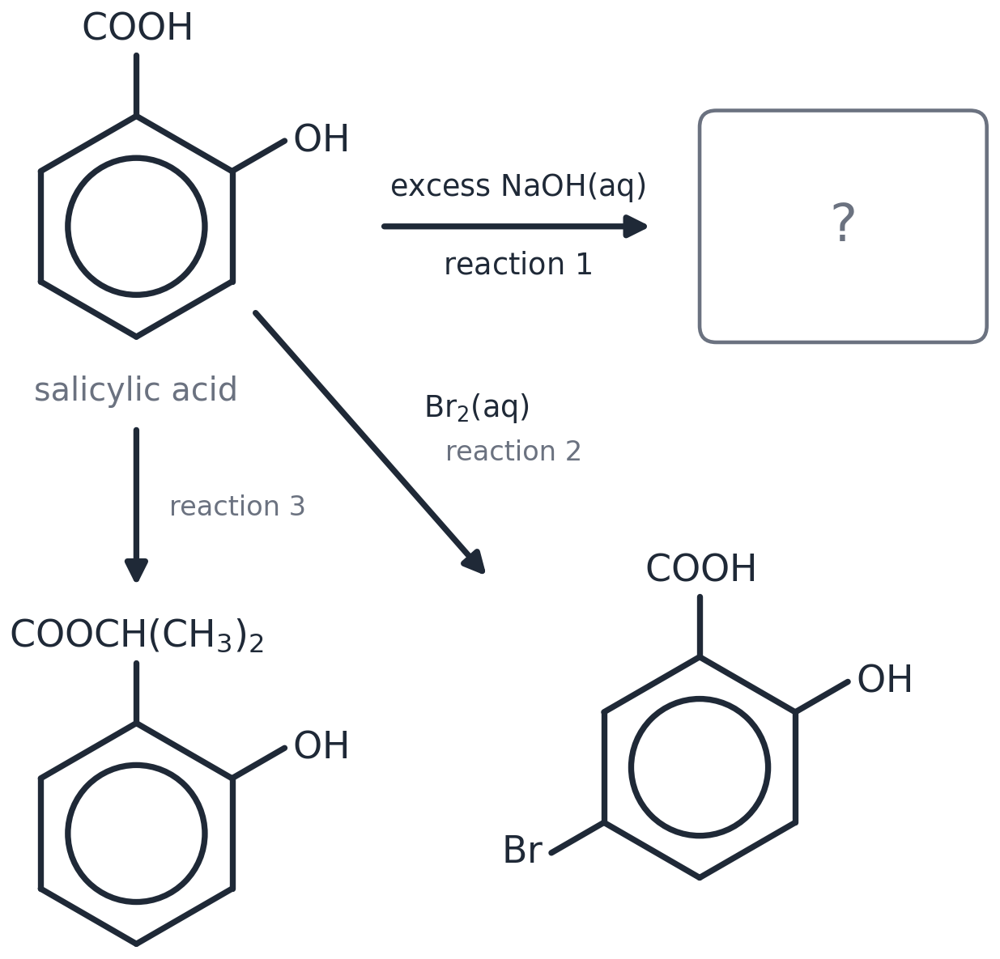 COOH
OH
excess NaOH(aq)
reaction 1
?
salicylic acid
Br₂(aq)
reaction 2
reaction 3
COOH
OH
Br
COOCH(CH₃)₂
OH